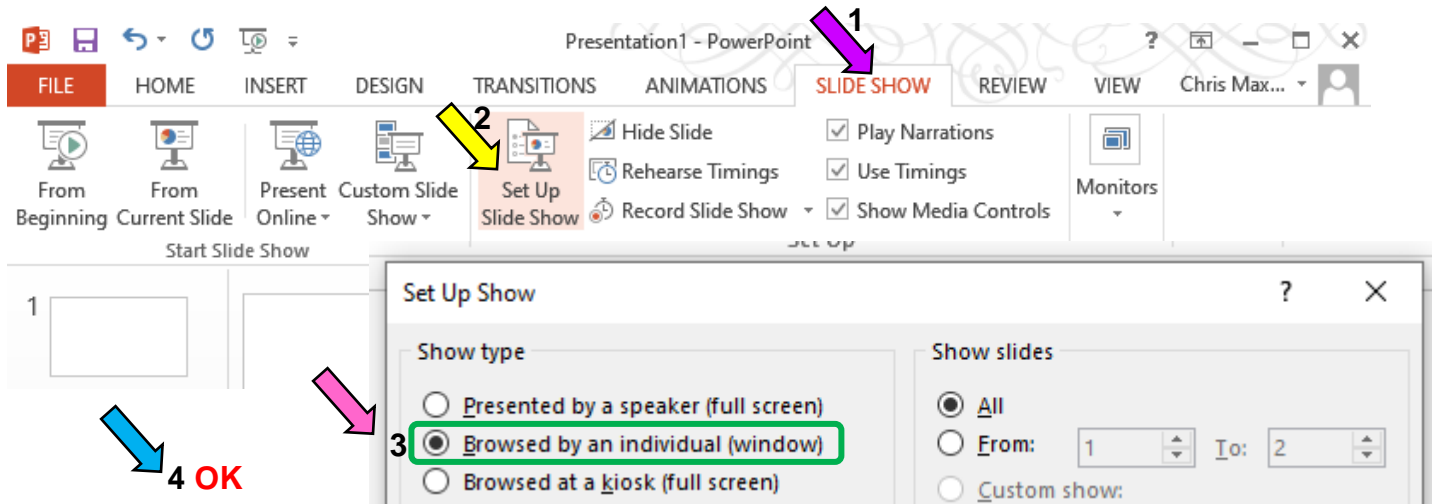 1
Presentation1 - PowerPoint ?
FILE HOME INSERT DESIGN TRANSITIONS ANIMATIONS SLIDE SHOW REVIEW VIEW Chris Max...
2
Hide Slide Play Narrations
Rehearse Timings Use Timings
From Beginning
From Current Slide
Present Online
Custom Slide Show
Set Up Slide Show
Record Slide Show Show Media Controls
Monitors
Start Slide Show Set Up
1
Set Up Show ?
Show type Show slides
Presented by a speaker (full screen) All
3 Browsed by an individual (window) From: 1 To: 2
Browsed at a kiosk (full screen) Custom show:
4 OK